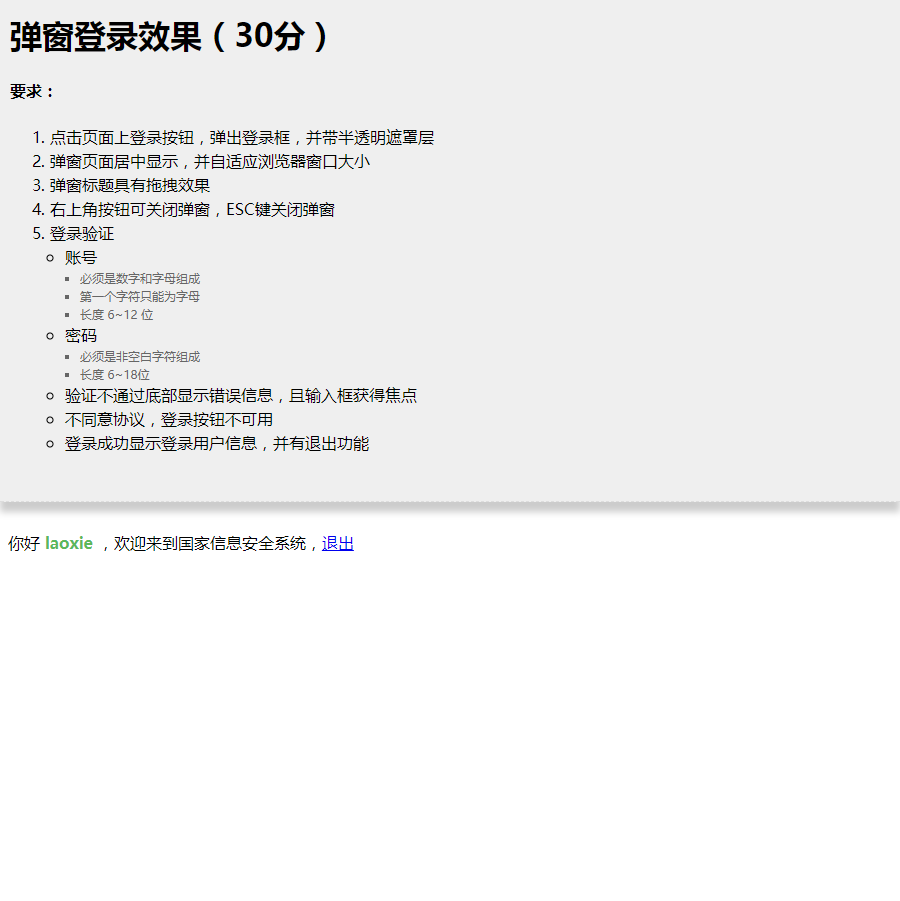 弹窗登录效果（30分）
要求：
1. 点击页面上登录按钮，弹出登录框，并带半透明遮罩层
2. 弹窗页面居中显示，并自适应浏览器窗口大小
3. 弹窗标题具有拖拽效果
4. 右上角按钮可关闭弹窗，ESC键关闭弹窗
5. 登录验证
账号
必须是数字和字母组成
第一个字符只能为字母
长度 6~12 位
密码
必须是非空白字符组成
长度 6~18位
验证不通过底部显示错误信息，且输入框获得焦点
不同意协议，登录按钮不可用
登录成功显示登录用户信息，并有退出功能
你好 laoxie ，欢迎来到国家信息安全系统，退出